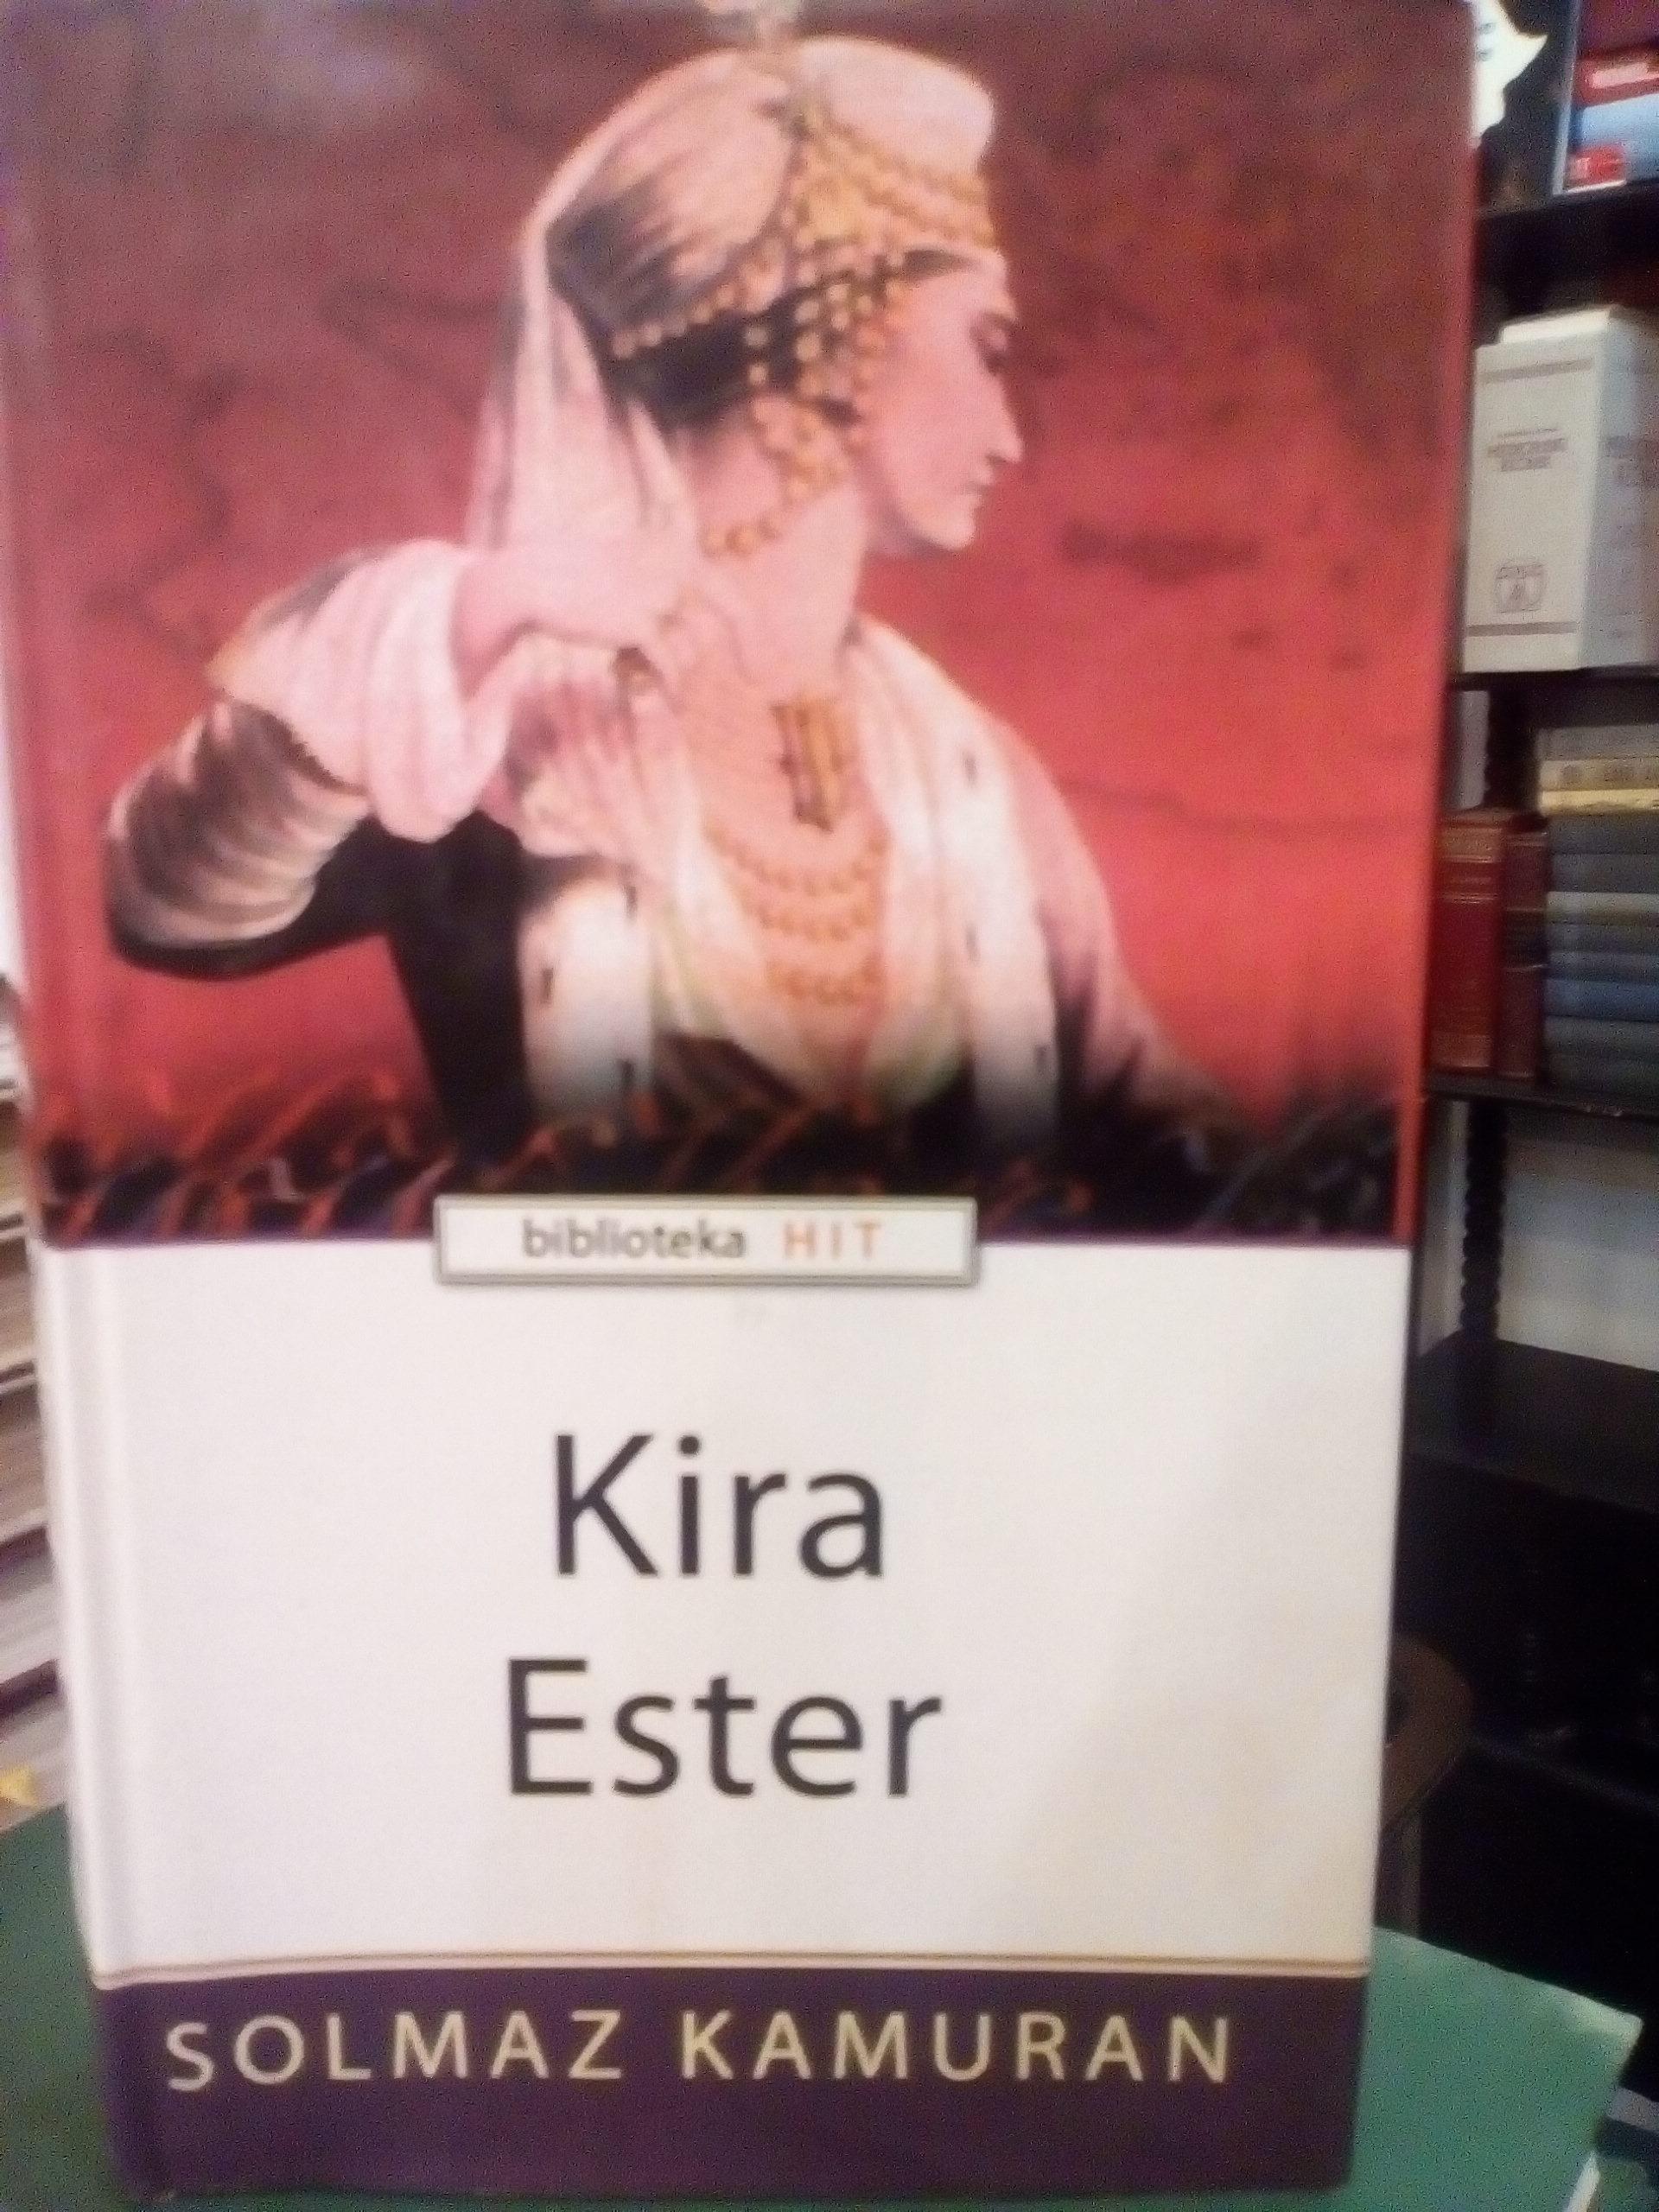 biblioteka HIT
Kira
Ester
SOLMAZ KAMURAN